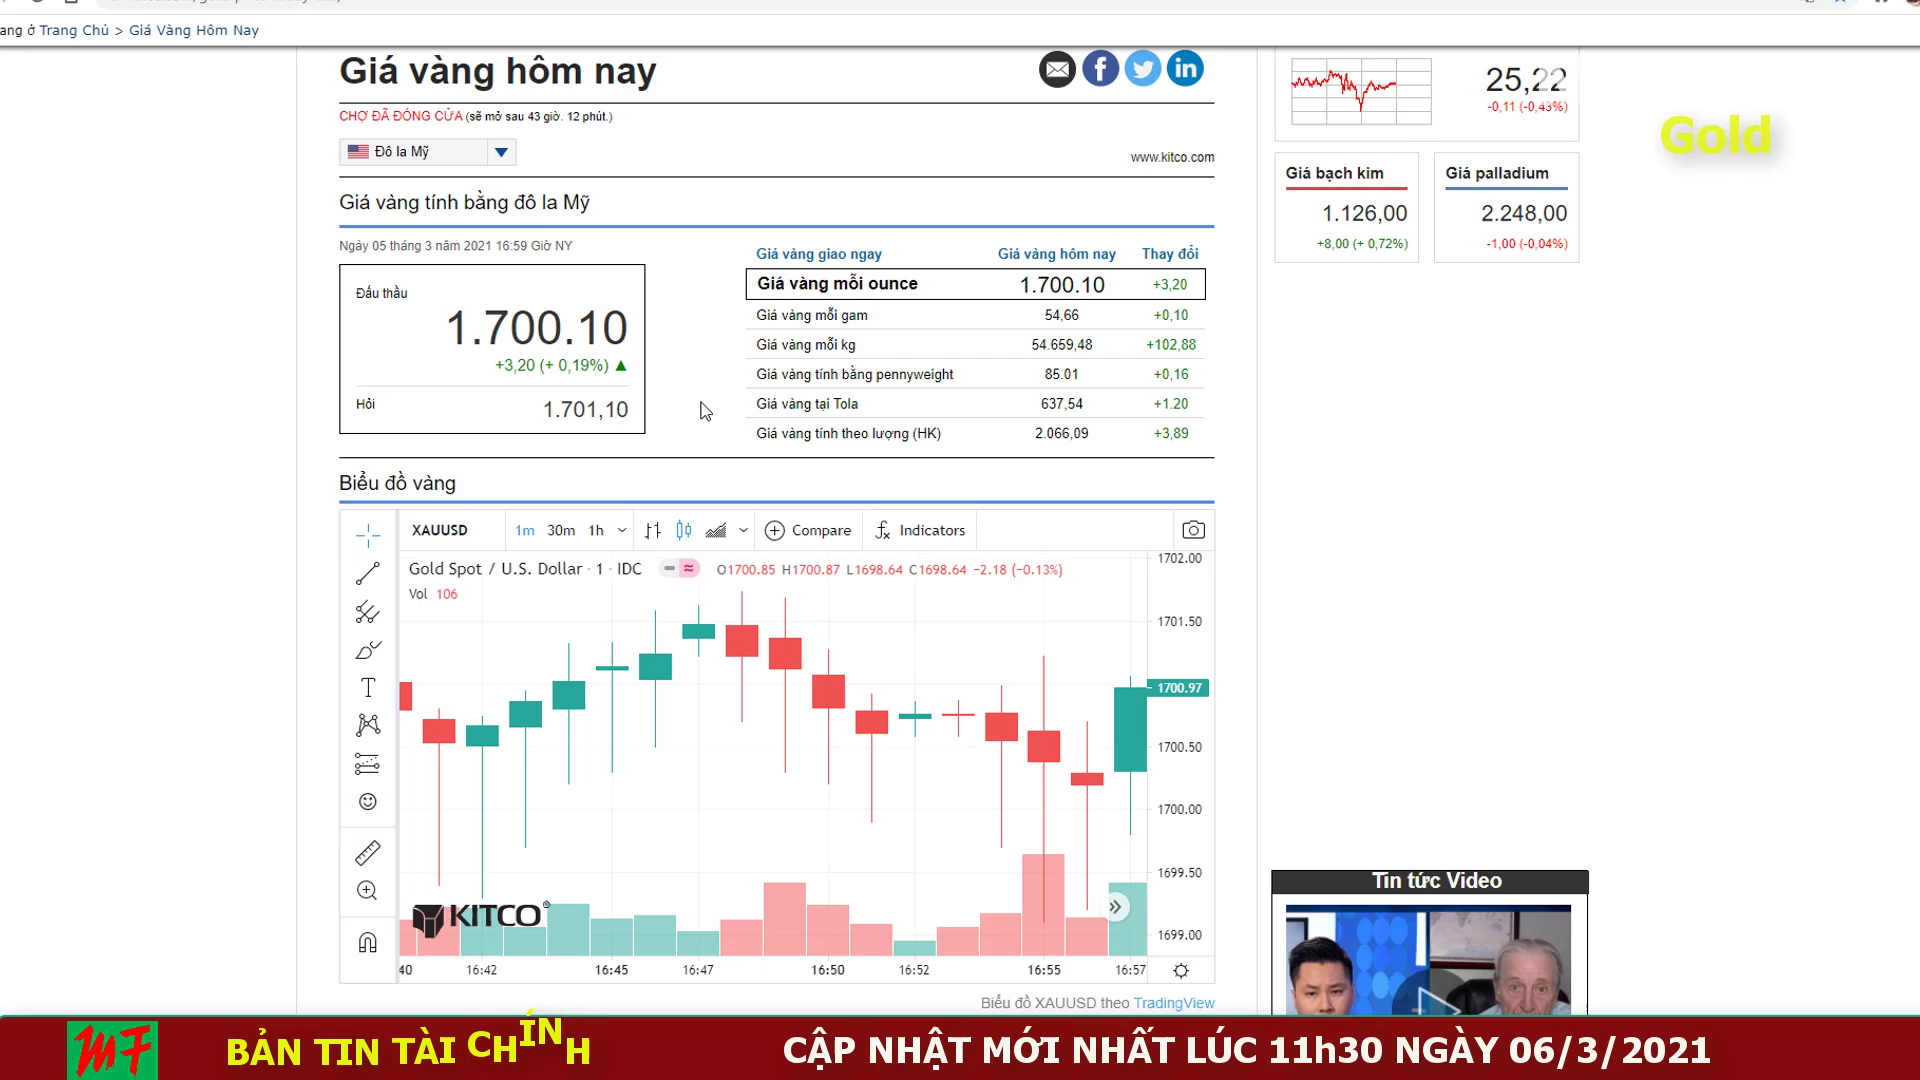 ang ở Trang Chủ > Giá Vàng Hôm Nay
Giá vàng hôm nay
CHỢ ĐÃ ĐÓNG CỬA (sẽ mở sau 43 giờ. 12 phút.)
Đô la Mỹ
www.kitco.com
Giá vàng tính bằng đô la Mỹ
Ngày 05 tháng 3 năm 2021 16:59 Giờ NY
Đấu thầu
1.700.10
+3,20 (+ 0,19%) ▲
Hỏi 1.701,10
Giá vàng giao ngay Giá vàng hôm nay Thay đổi
Giá vàng mỗi ounce 1.700.10 +3,20
Giá vàng mỗi gam 54,66 +0,10
Giá vàng mỗi kg 54.659,48 +102,88
Giá vàng tính bằng pennyweight 85.01 +0,16
Giá vàng tại Tola 637,54 +1.20
Giá vàng tính theo lượng (HK) 2.066,09 +3,89
25,22
-0,11 (-0,43%)
Giá bạch kim
1.126,00
+8,00 (+ 0,72%)
Giá palladium
2.248,00
-1,00 (-0,04%)
Gold
Biểu đồ vàng
XAUUSD 1m 30m 1h Compare Indicators
Gold Spot / U.S. Dollar · 1 · IDC O1700.85 H1700.87 L1698.64 C1698.64 −2.18 (−0.13%)
Vol 106
1702.00
1701.50
1700.97
1700.50
1700.00
1699.50
1699.00
KITCO®
40 16:42 16:45 16:47 16:50 16:52 16:55 16:57
Biểu đồ XAUUSD theo TradingView
Tin tức Video
MF
BẢN TIN TÀI CHÍNH
CẬP NHẬT MỚI NHẤT LÚC 11h30 NGÀY 06/3/2021